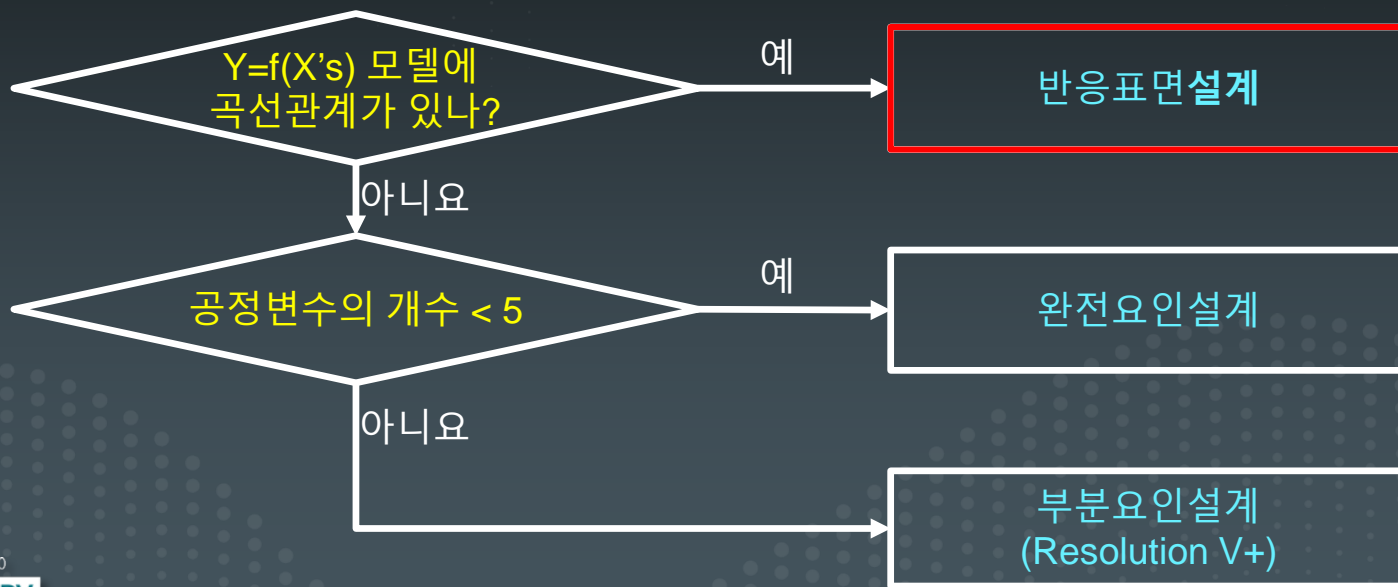 Y=f(X's) 모델에
곡선관계가 있나?
예
반응표면설계
아니요
공정변수의 개수 < 5
예
완전요인설계
아니요
부분요인설계
(Resolution V+)